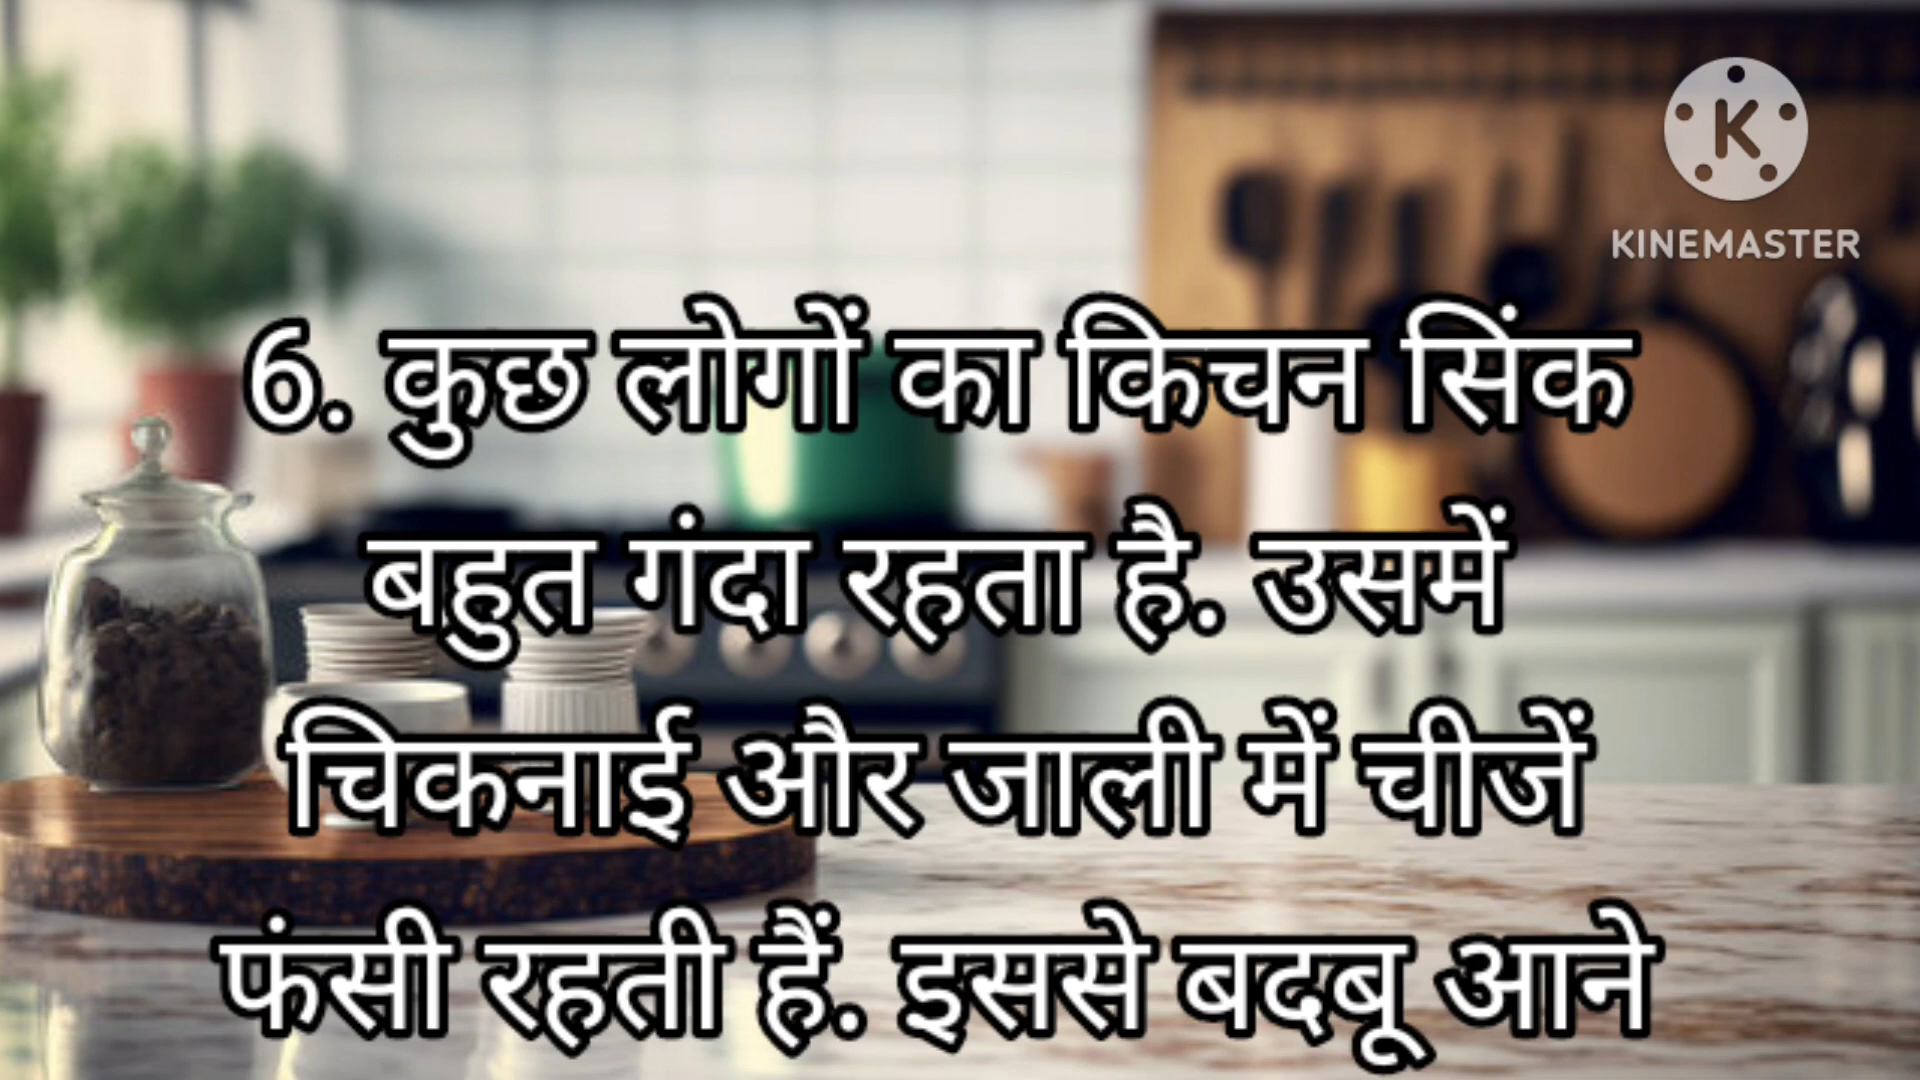 KINEMASTER
6. कुछ लोगों का किचन सिंक
बहुत गंदा रहता है. उसमें
चिकनाई और जाली में चीजें
फंसी रहती हैं. इससे बदबू आने